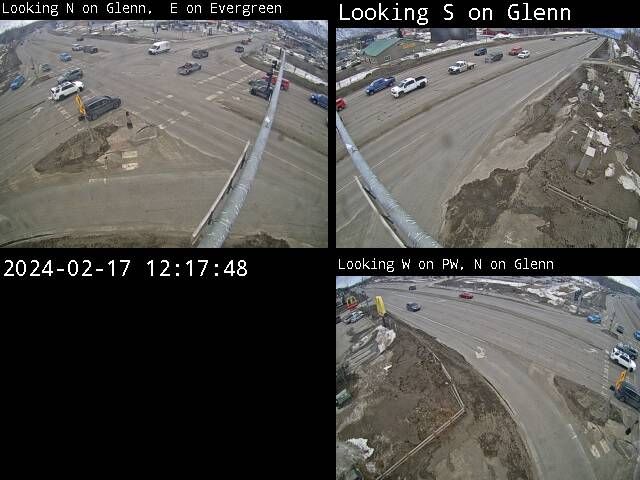 Looking N on Glenn,  E on Evergreen
Looking S on Glenn
2024-02-17 12:17:48
Looking W on PW, N on Glenn